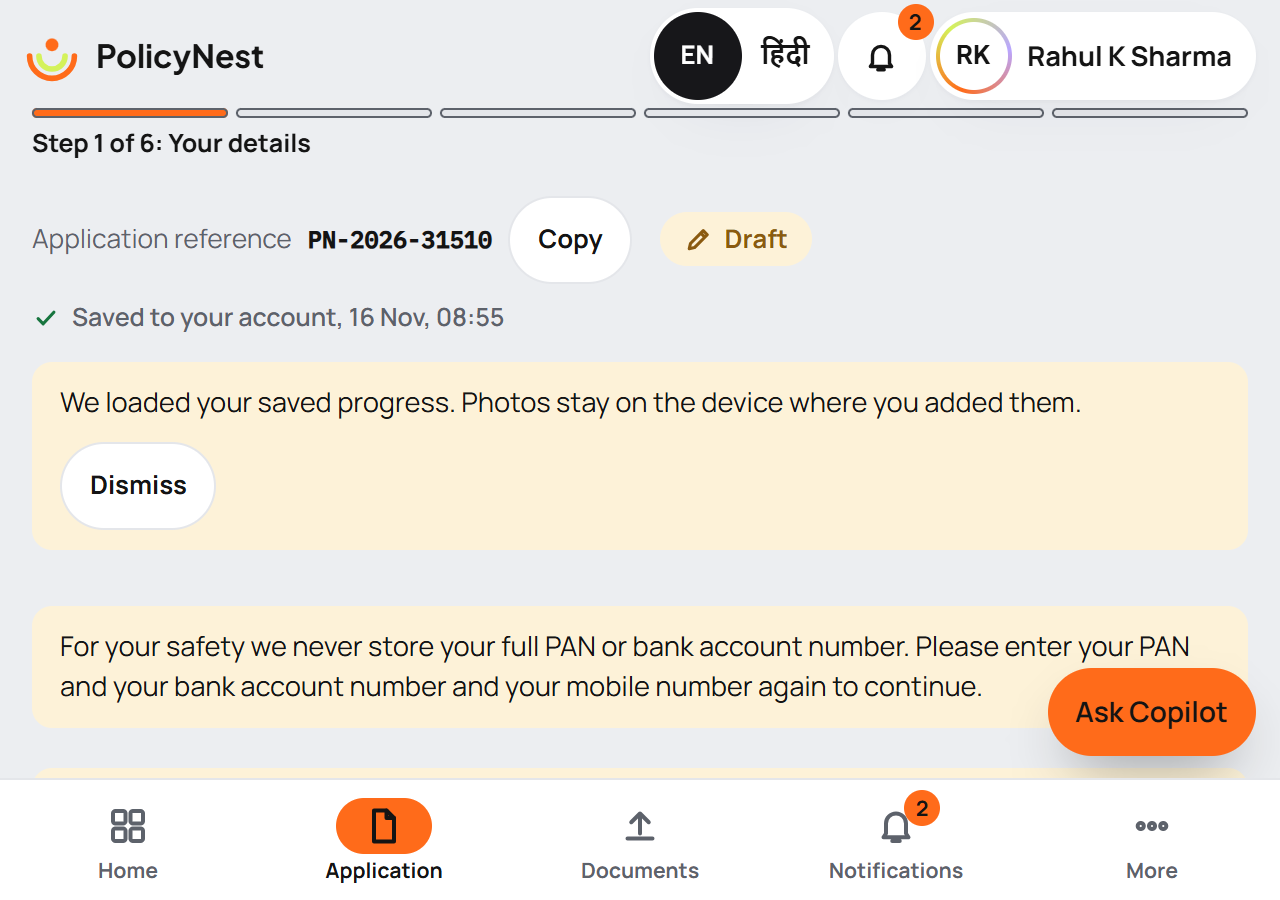 PolicyNest
EN
हिंदी
2
RK
Rahul K Sharma
Step 1 of 6: Your details
Application reference PN-2026-31510 Copy Draft
Saved to your account, 16 Nov, 08:55
We loaded your saved progress. Photos stay on the device where you added them.
Dismiss
For your safety we never store your full PAN or bank account number. Please enter your PAN
and your bank account number and your mobile number again to continue.
Ask Copilot
2
Home
Application
Documents
Notifications
More